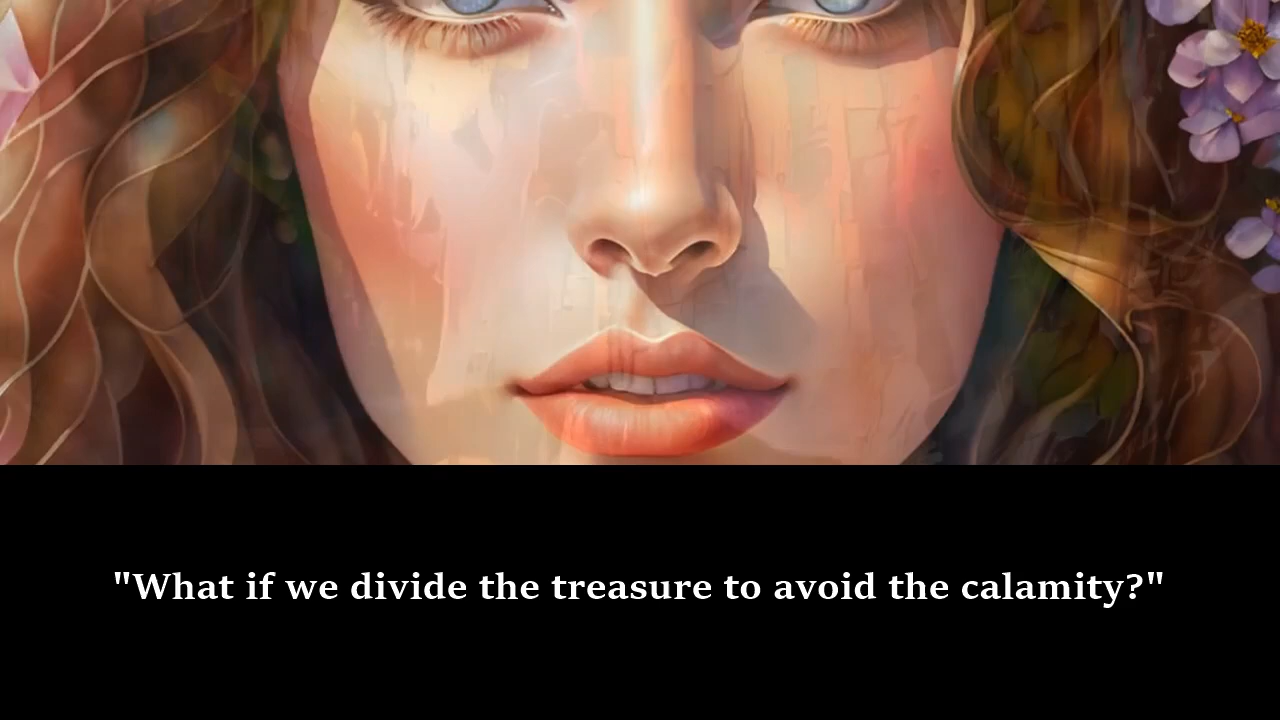 "What if we divide the treasure to avoid the calamity?"